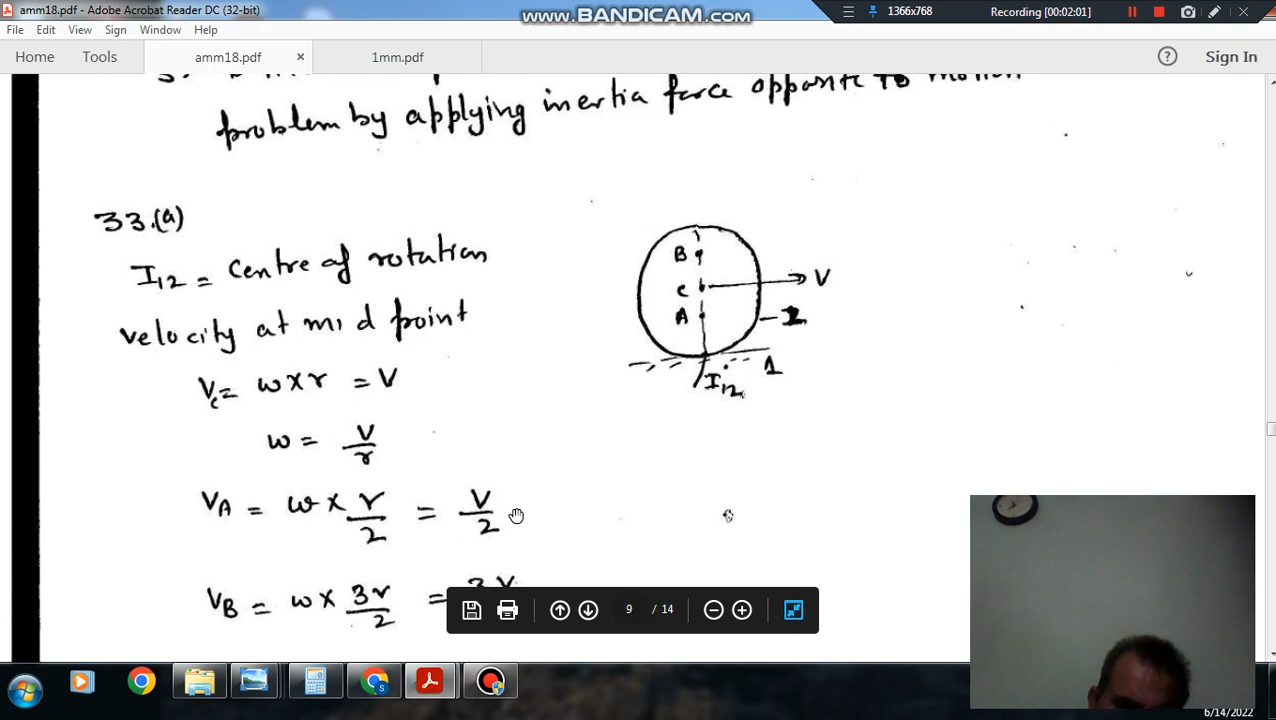 amm18.pdf - Adobe Acrobat Reader DC (32-bit)
www.BANDICAM.com
1366x768
Recording [00:02:01]
File Edit View Sign Window Help
Home Tools amm18.pdf × 1mm.pdf ? Sign In
problem by applying inertia force opposite to motion
33.(a)
I12 = Centre of rotation
velocity at mid point
Vc = ω×r = V
ω = V/r
VA = ω × r/2 = V/2
VB = ω × 3r/2 = 3V
B
C
V
A
2
1
I12
9 / 14
6/14/2022